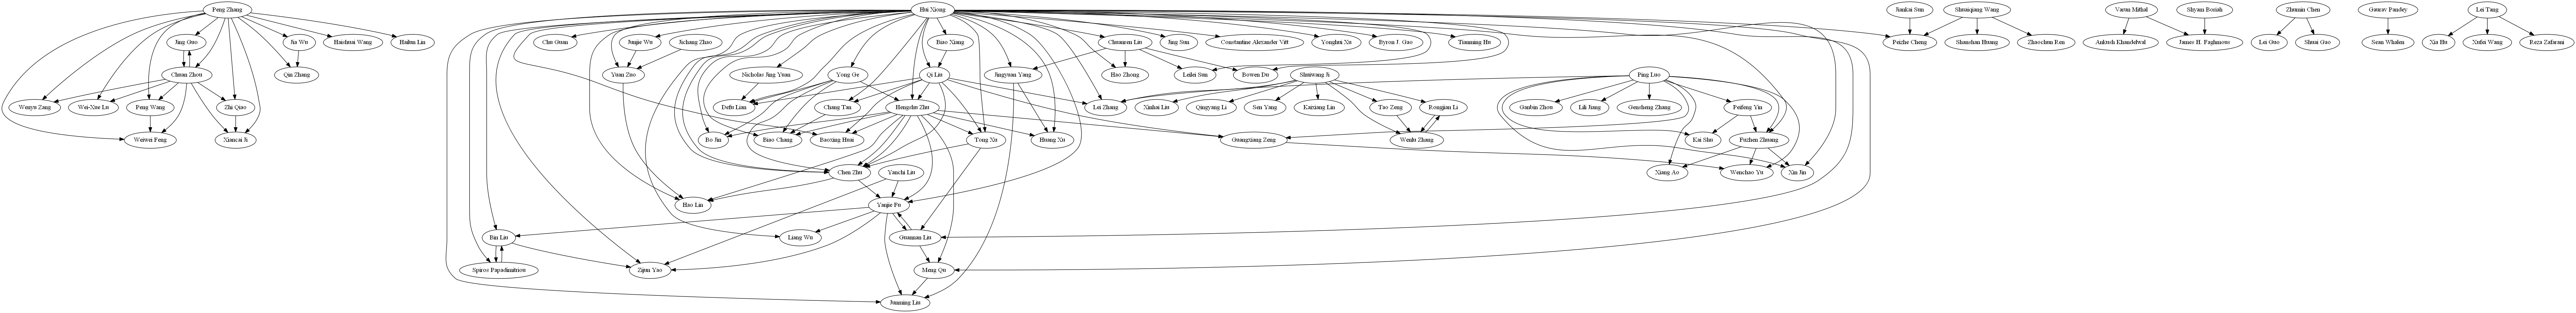 Peng Zhang
Hui Xiong
Jiankai Sun
Shuaiqiang Wang
Varun Mithal
Shyam Boriah
Zhumin Chen
Gaurav Pandey
Lei Tang
Jing Guo
Jia Wu
Haishuai Wang
Hailun Lin
Chu Guan
Junjie Wu
Jichang Zhao
Biao Xiang
Chuanren Liu
Jing Sun
Constantine Alexander Vitt
Yonghui Xu
Byron J. Gao
Tianming Hu
Peizhe Cheng
Shanshan Huang
Zhaochun Ren
Ankush Khandelwal
James H. Faghmous
Lei Guo
Shuai Gao
Sean Whalen
Xia Hu
Xufei Wang
Reza Zafarani
Chuan Zhou
Qin Zhang
Yuan Zuo
Nicholas Jing Yuan
Yong Ge
Qi Liu
Jingyuan Yang
Hao Zhong
Leilei Sun
Bowen Du
Shuiwang Ji
Ping Luo
Wenyu Zang
Wei-Xue Lu
Peng Wang
Zhi Qiao
Defu Lian
Chang Tan
Hengshu Zhu
Lei Zhang
Xinhai Liu
Qingyang Li
Sen Yang
Kaixiang Lin
Tao Zeng
Rongjian Li
Ganbin Zhou
Lili Jiang
Gensheng Zhang
Peifeng Yin
Weiwei Feng
Xiancai Ji
Bo Jin
Biao Chang
Baoxing Huai
Tong Xu
Huang Xu
Guangxiang Zeng
Wenlu Zhang
Kai Shu
Fuzhen Zhuang
Chen Zhu
Yanchi Liu
Xiang Ao
Wenchao Yu
Xin Jin
Hao Lin
Yanjie Fu
Bin Liu
Liang Wu
Guannan Liu
Spiros Papadimitriou
Zijun Yao
Meng Qu
Junming Liu